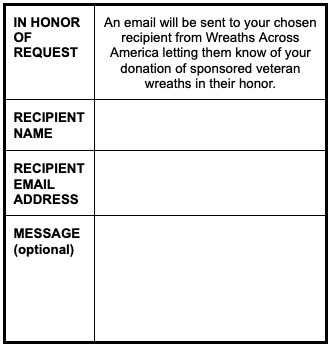 IN HONOR
OF
REQUEST
An email will be sent to your chosen
recipient from Wreaths Across
America letting them know of your
donation of sponsored veteran
wreaths in their honor.
RECIPIENT
NAME
RECIPIENT
EMAIL
ADDRESS
MESSAGE
(optional)